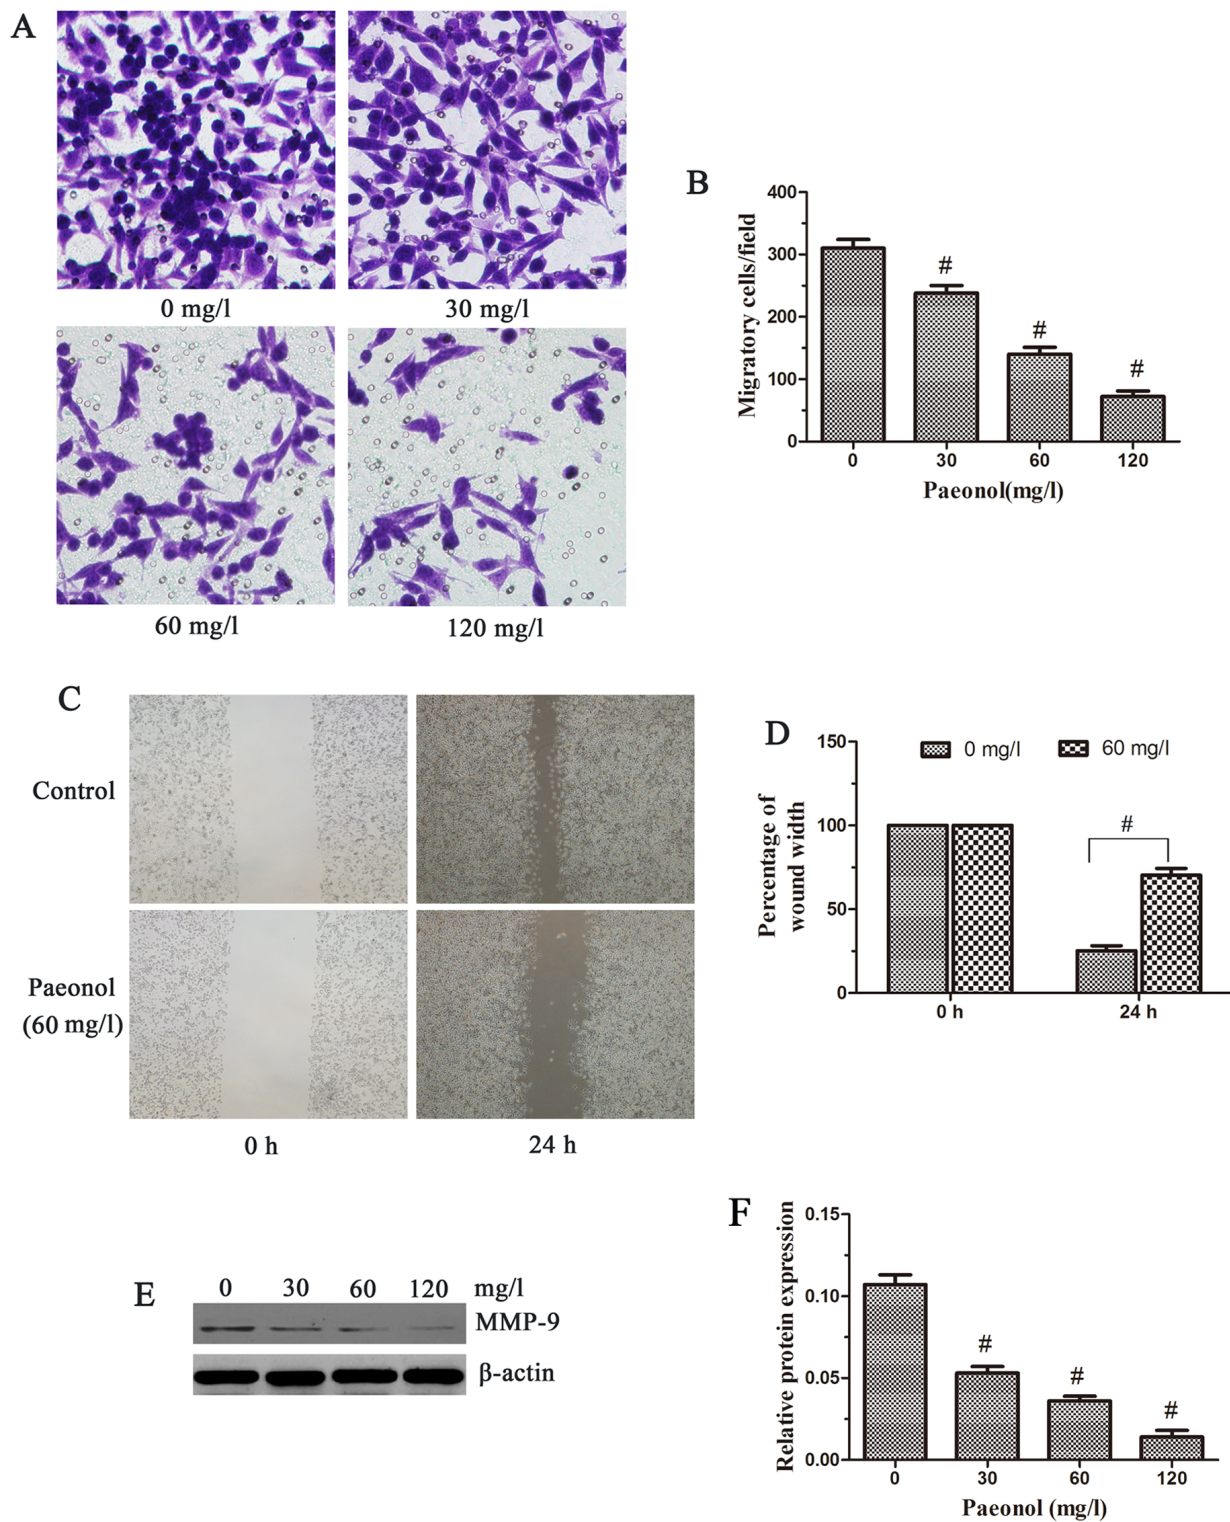 A
0 mg/l
30 mg/l
60 mg/l
120 mg/l
B
Migratory cells/field
400
300
200
100
0
#
#
#
0
30
60
120
Paeonol(mg/l)
C
Control
Paeonol
(60 mg/l)
0 h
24 h
D
0 mg/l
60 mg/l
Percentage of
wound width
150
100
50
0
#
0 h
24 h
E
0
30
60
120
mg/l
MMP-9
β-actin
F
Relative protein expression
0.15
0.10
0.05
0.00
#
#
#
0
30
60
120
Paeonol (mg/l)